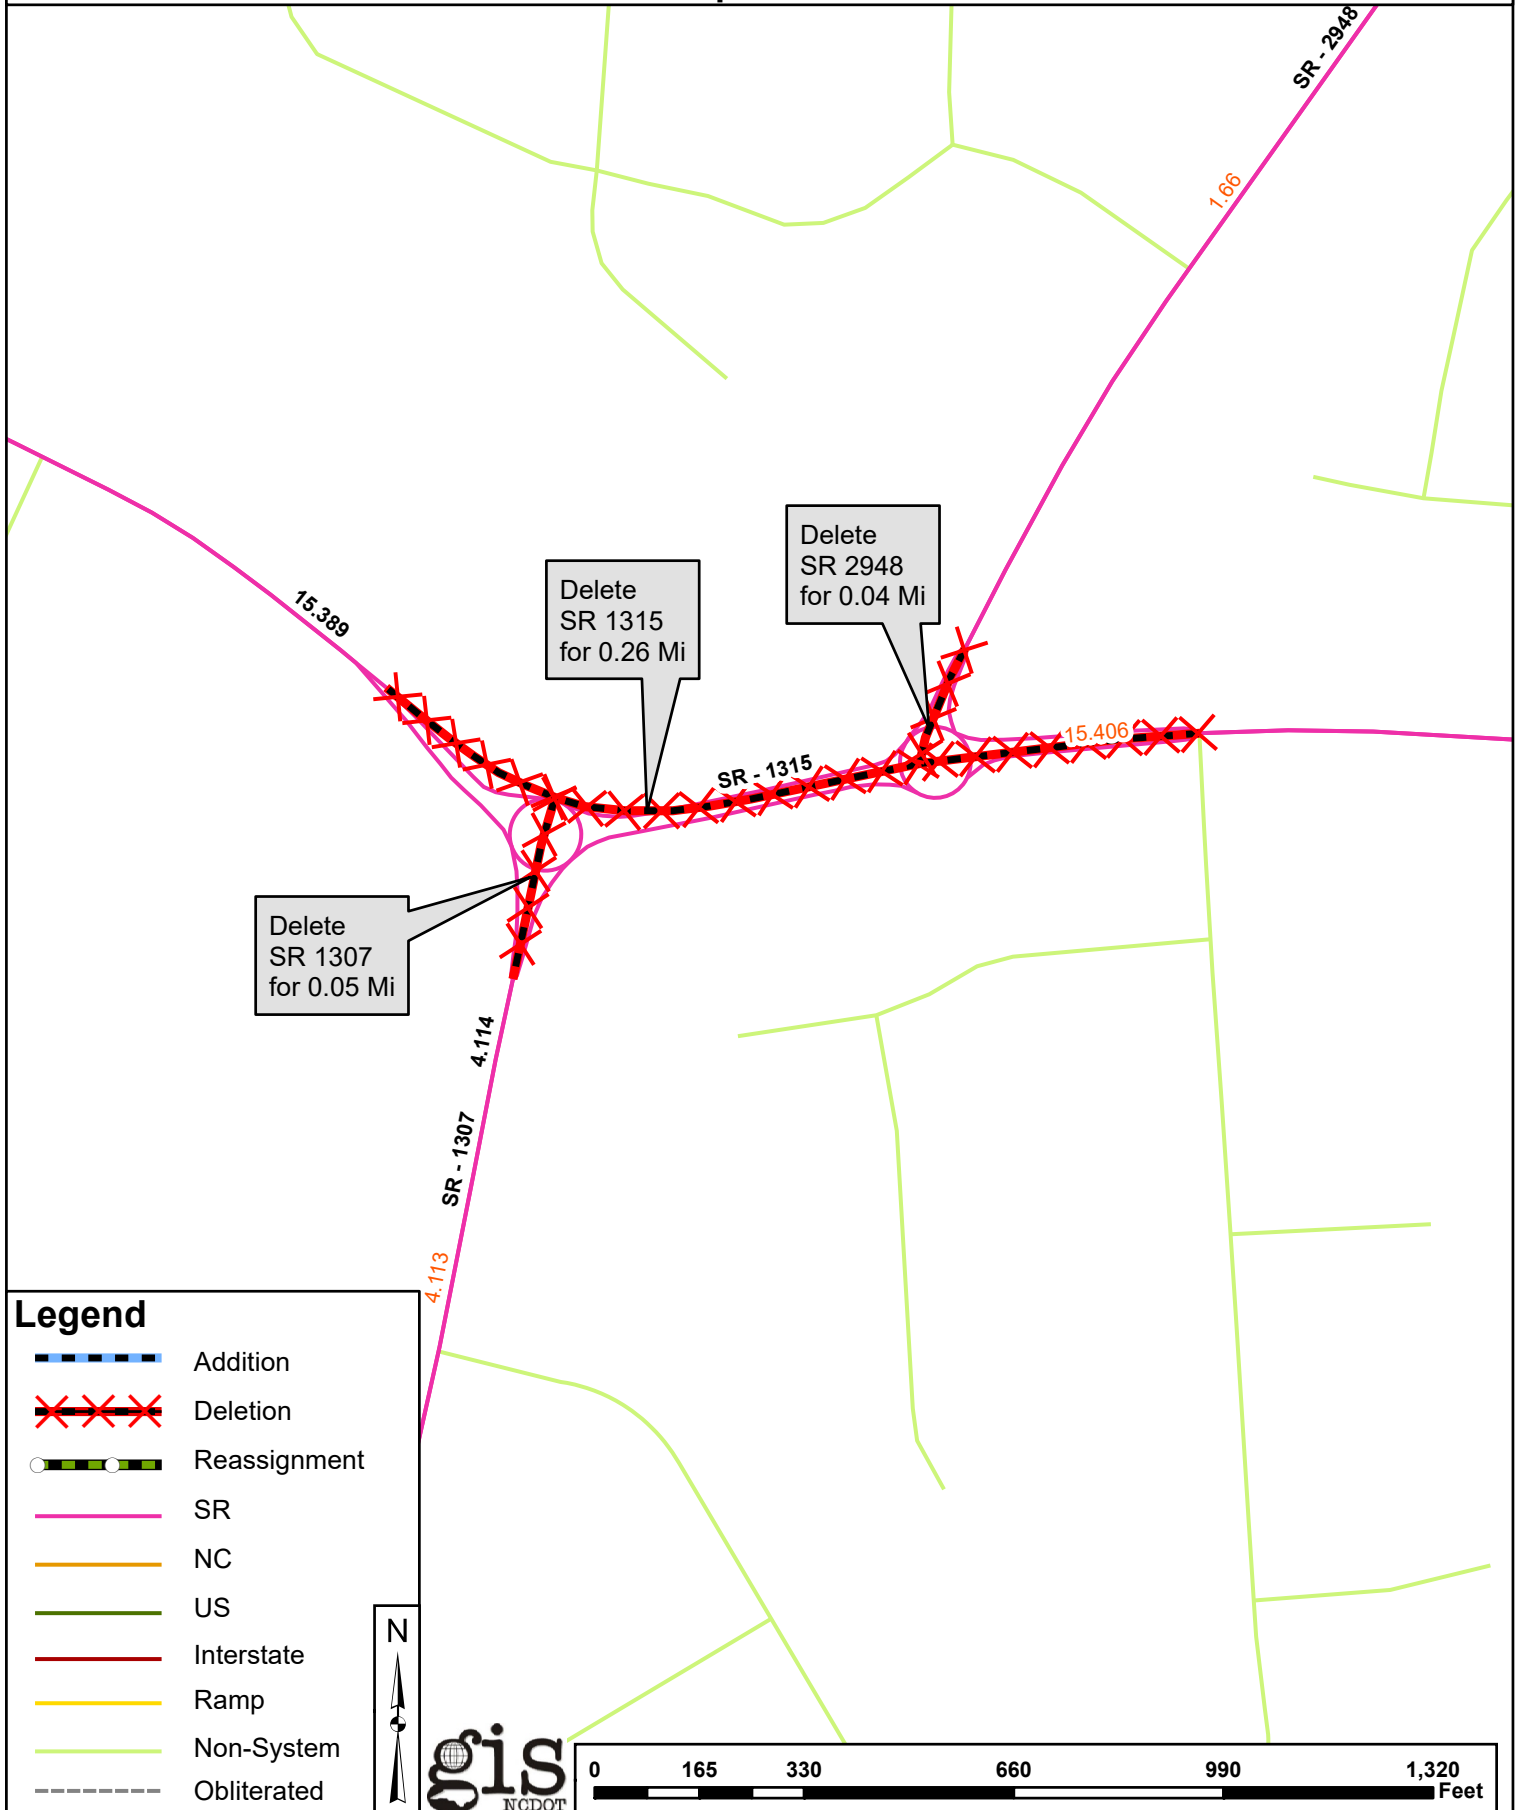 SR - 2948
1.66
15.389
Delete
SR 1315
for 0.26 Mi
Delete
SR 2948
for 0.04 Mi
SR - 1315
15.406
Delete
SR 1307
for 0.05 Mi
4.114
SR - 1307
4.113
Legend
Addition
Deletion
Reassignment
SR
NC
US
Interstate
Ramp
Non-System
Obliterated
N
gis
NCDOT
0 165 330 660 990 1,320
Feet